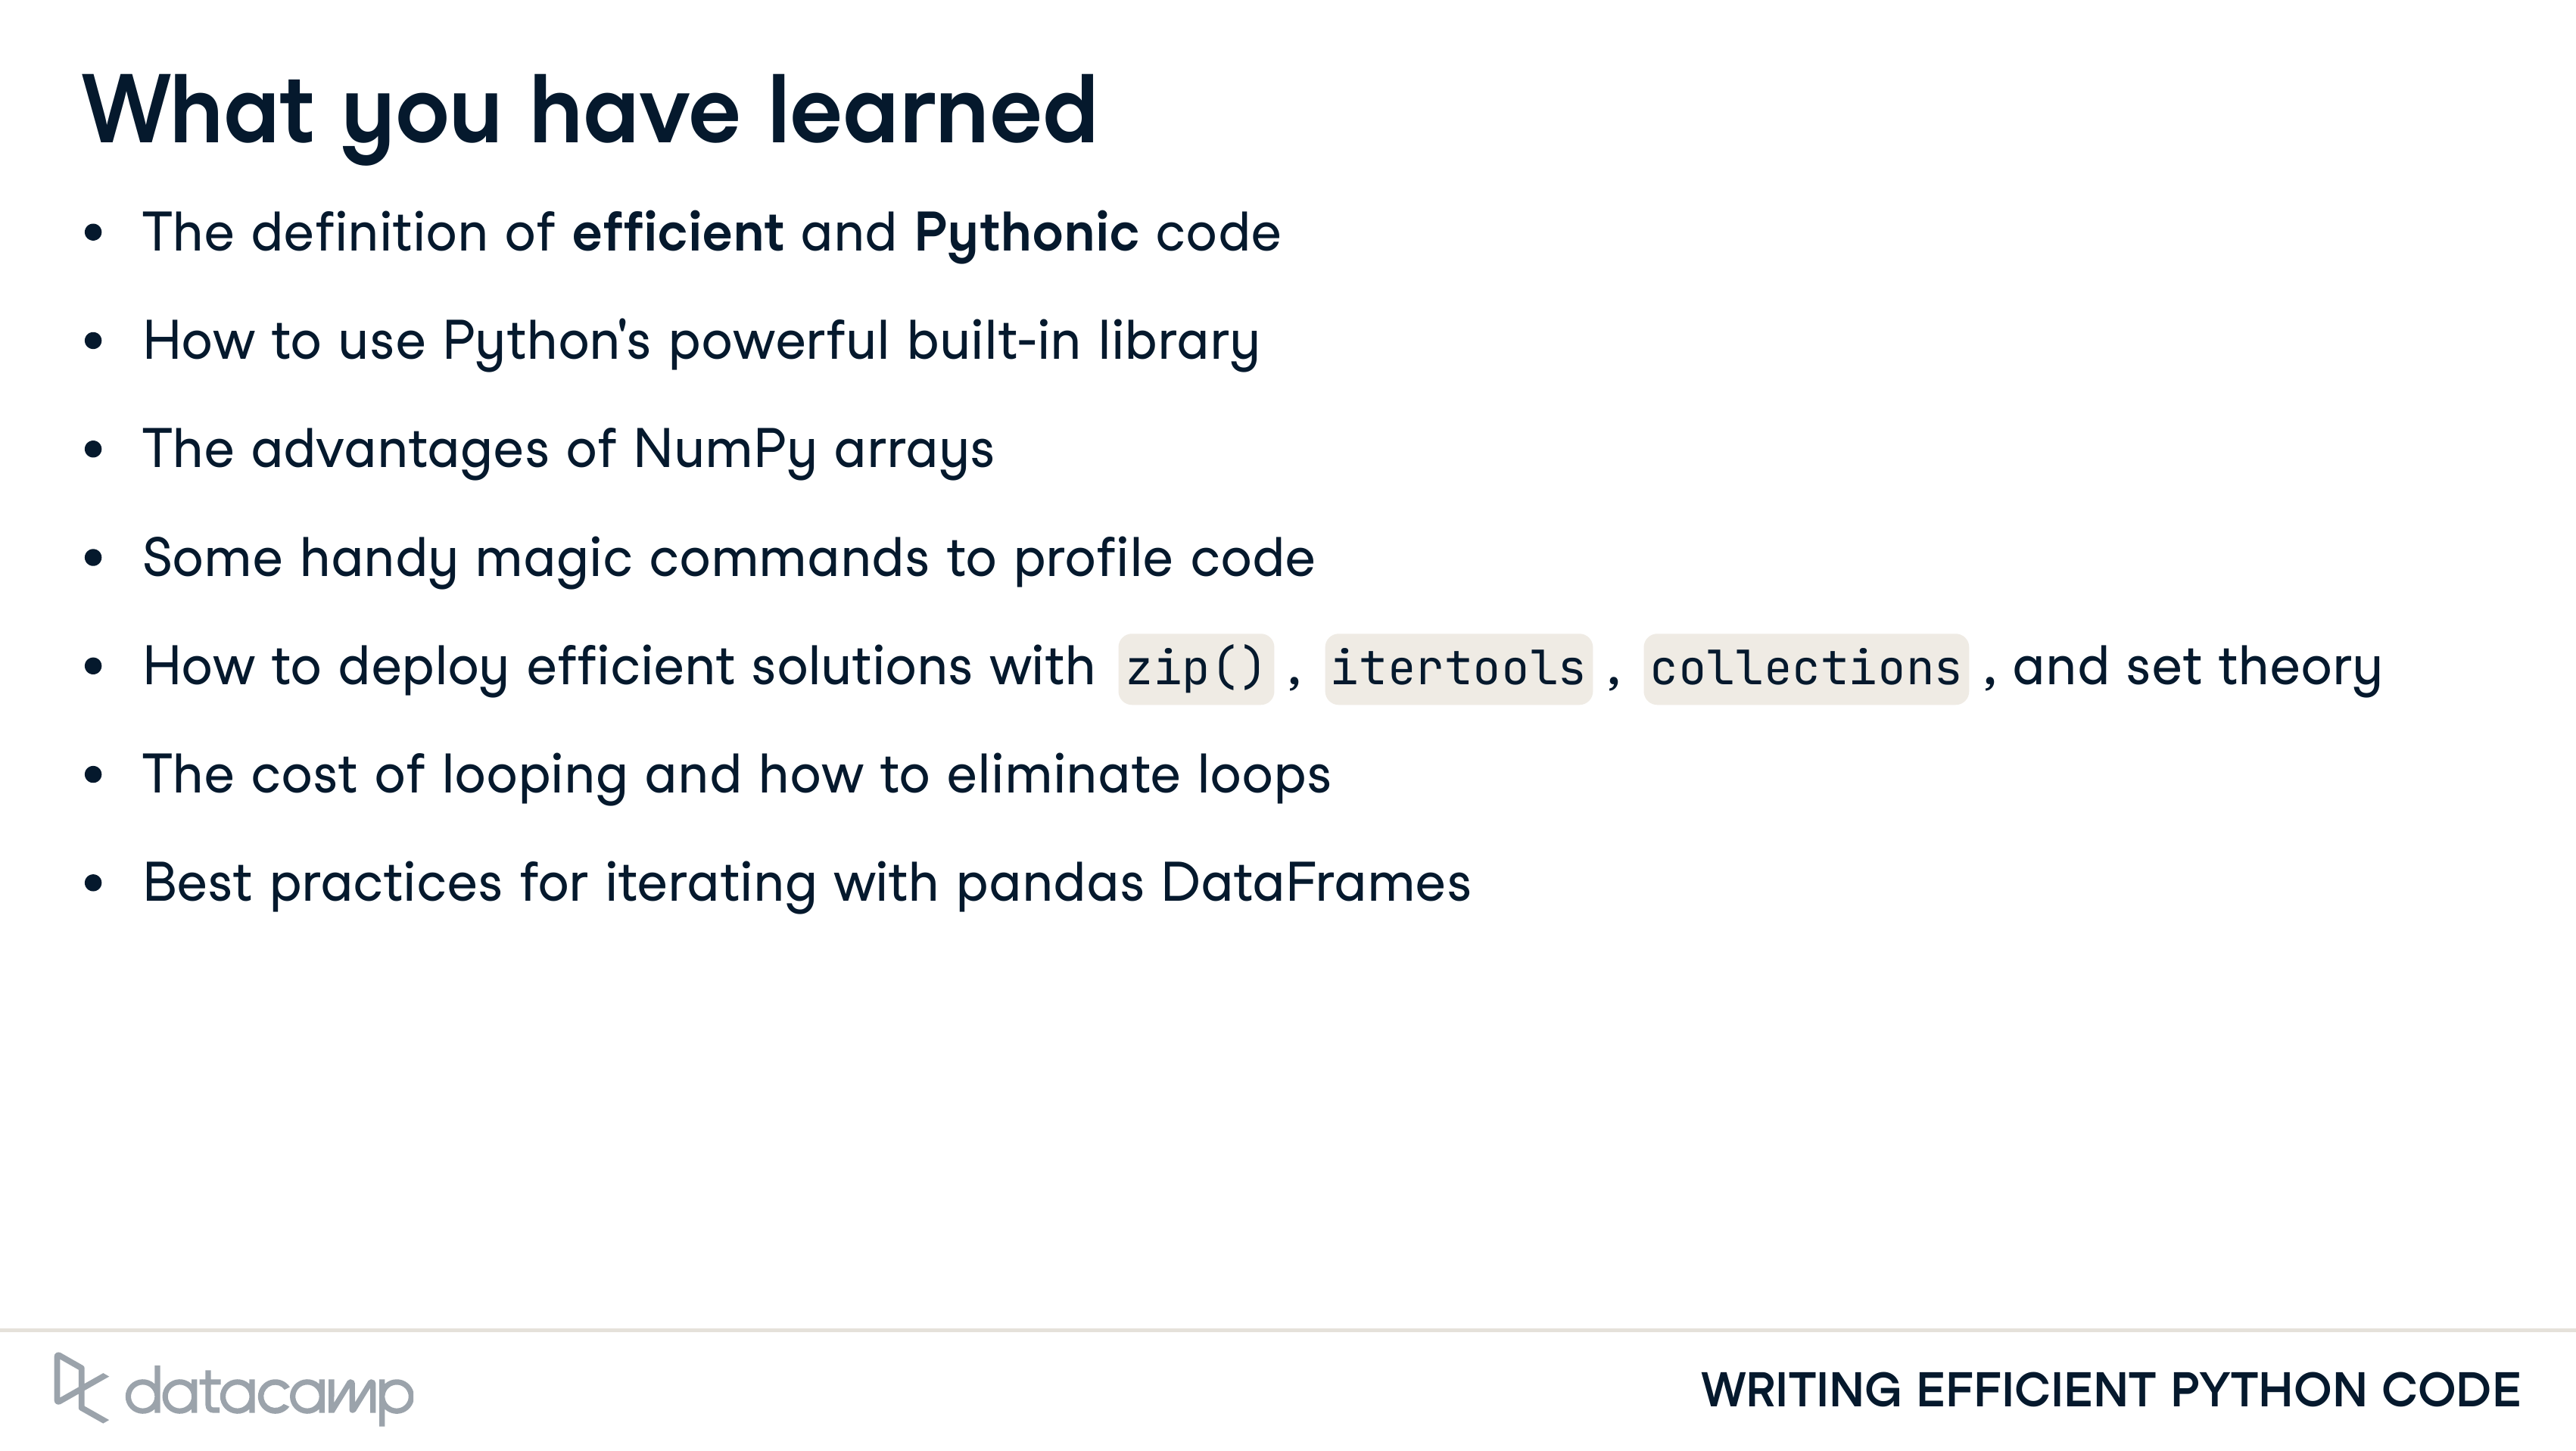 What you have learned
• The definition of efficient and Pythonic code
• How to use Python's powerful built-in library
• The advantages of NumPy arrays
• Some handy magic commands to profile code
• How to deploy efficient solutions with zip() , itertools , collections , and set theory
• The cost of looping and how to eliminate loops
• Best practices for iterating with pandas DataFrames
datacamp
WRITING EFFICIENT PYTHON CODE